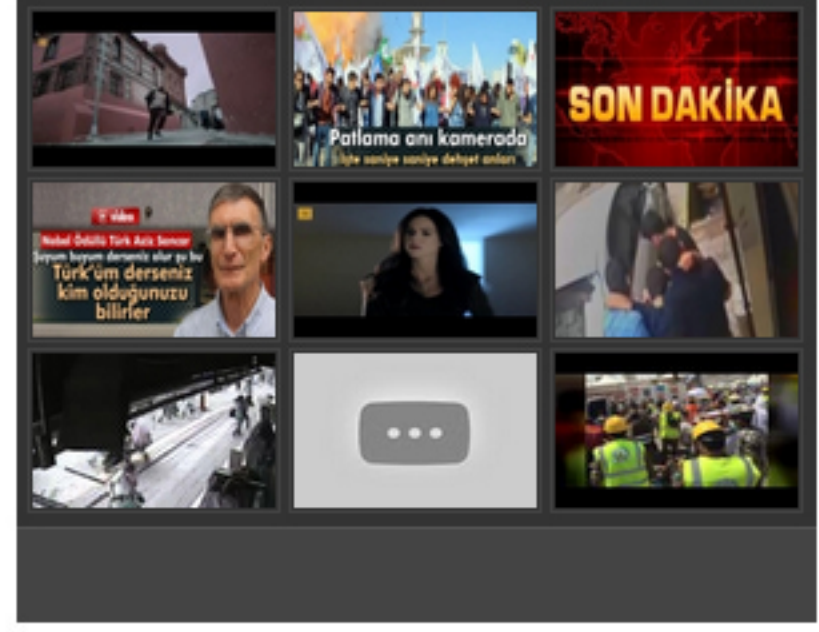 Patlama anı kamerada
İşte saniye saniye dehşet anları
SON DAKİKA
video
Nobel Ödüllü Türk Aziz Sancar
Şuyum buyum derseniz olur şu bu
Türk'üm derseniz
kim olduğunuzu
bilirler